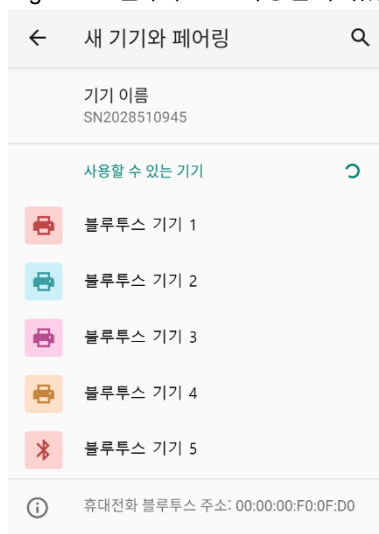 새 기기와 페어링
기기 이름
SN2028510945
사용할 수 있는 기기
블루투스 기기 1
블루투스 기기 2
블루투스 기기 3
블루투스 기기 4
블루투스 기기 5
휴대전화 블루투스 주소: 00:00:00:F0:0F:D0